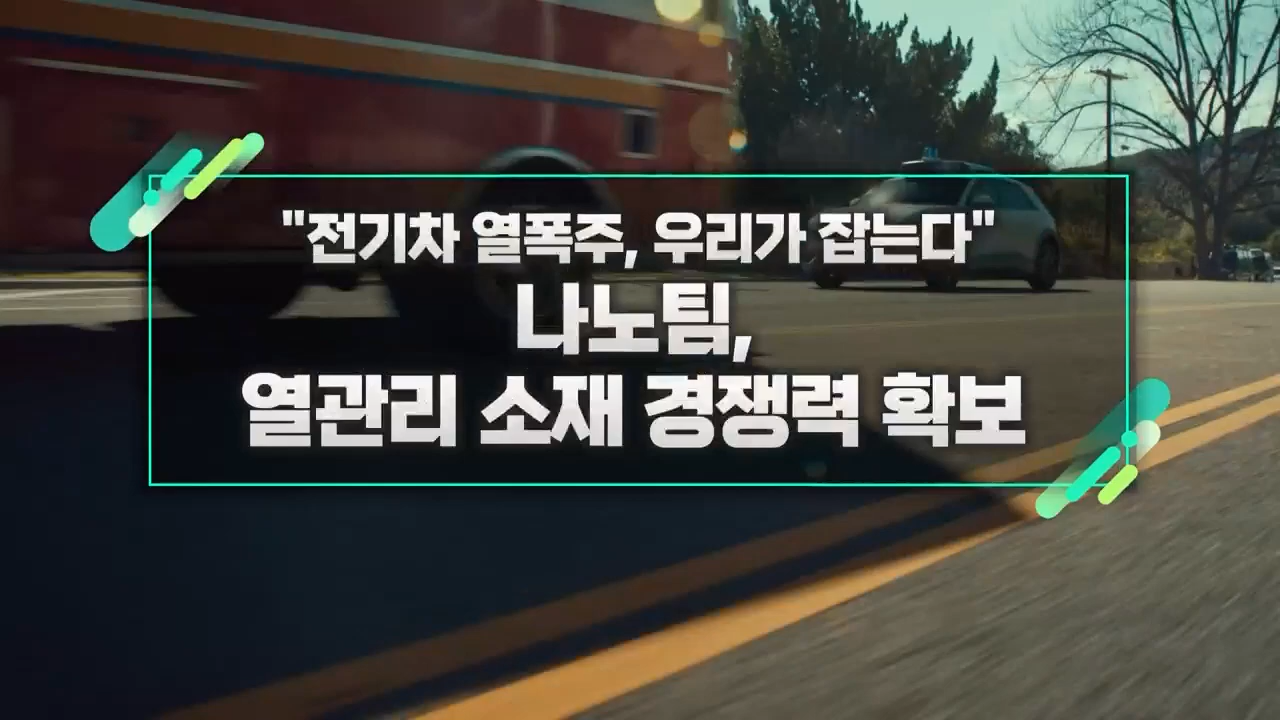 "전기차 열폭주, 우리가 잡는다"
나노팀,
열관리 소재 경쟁력 확보